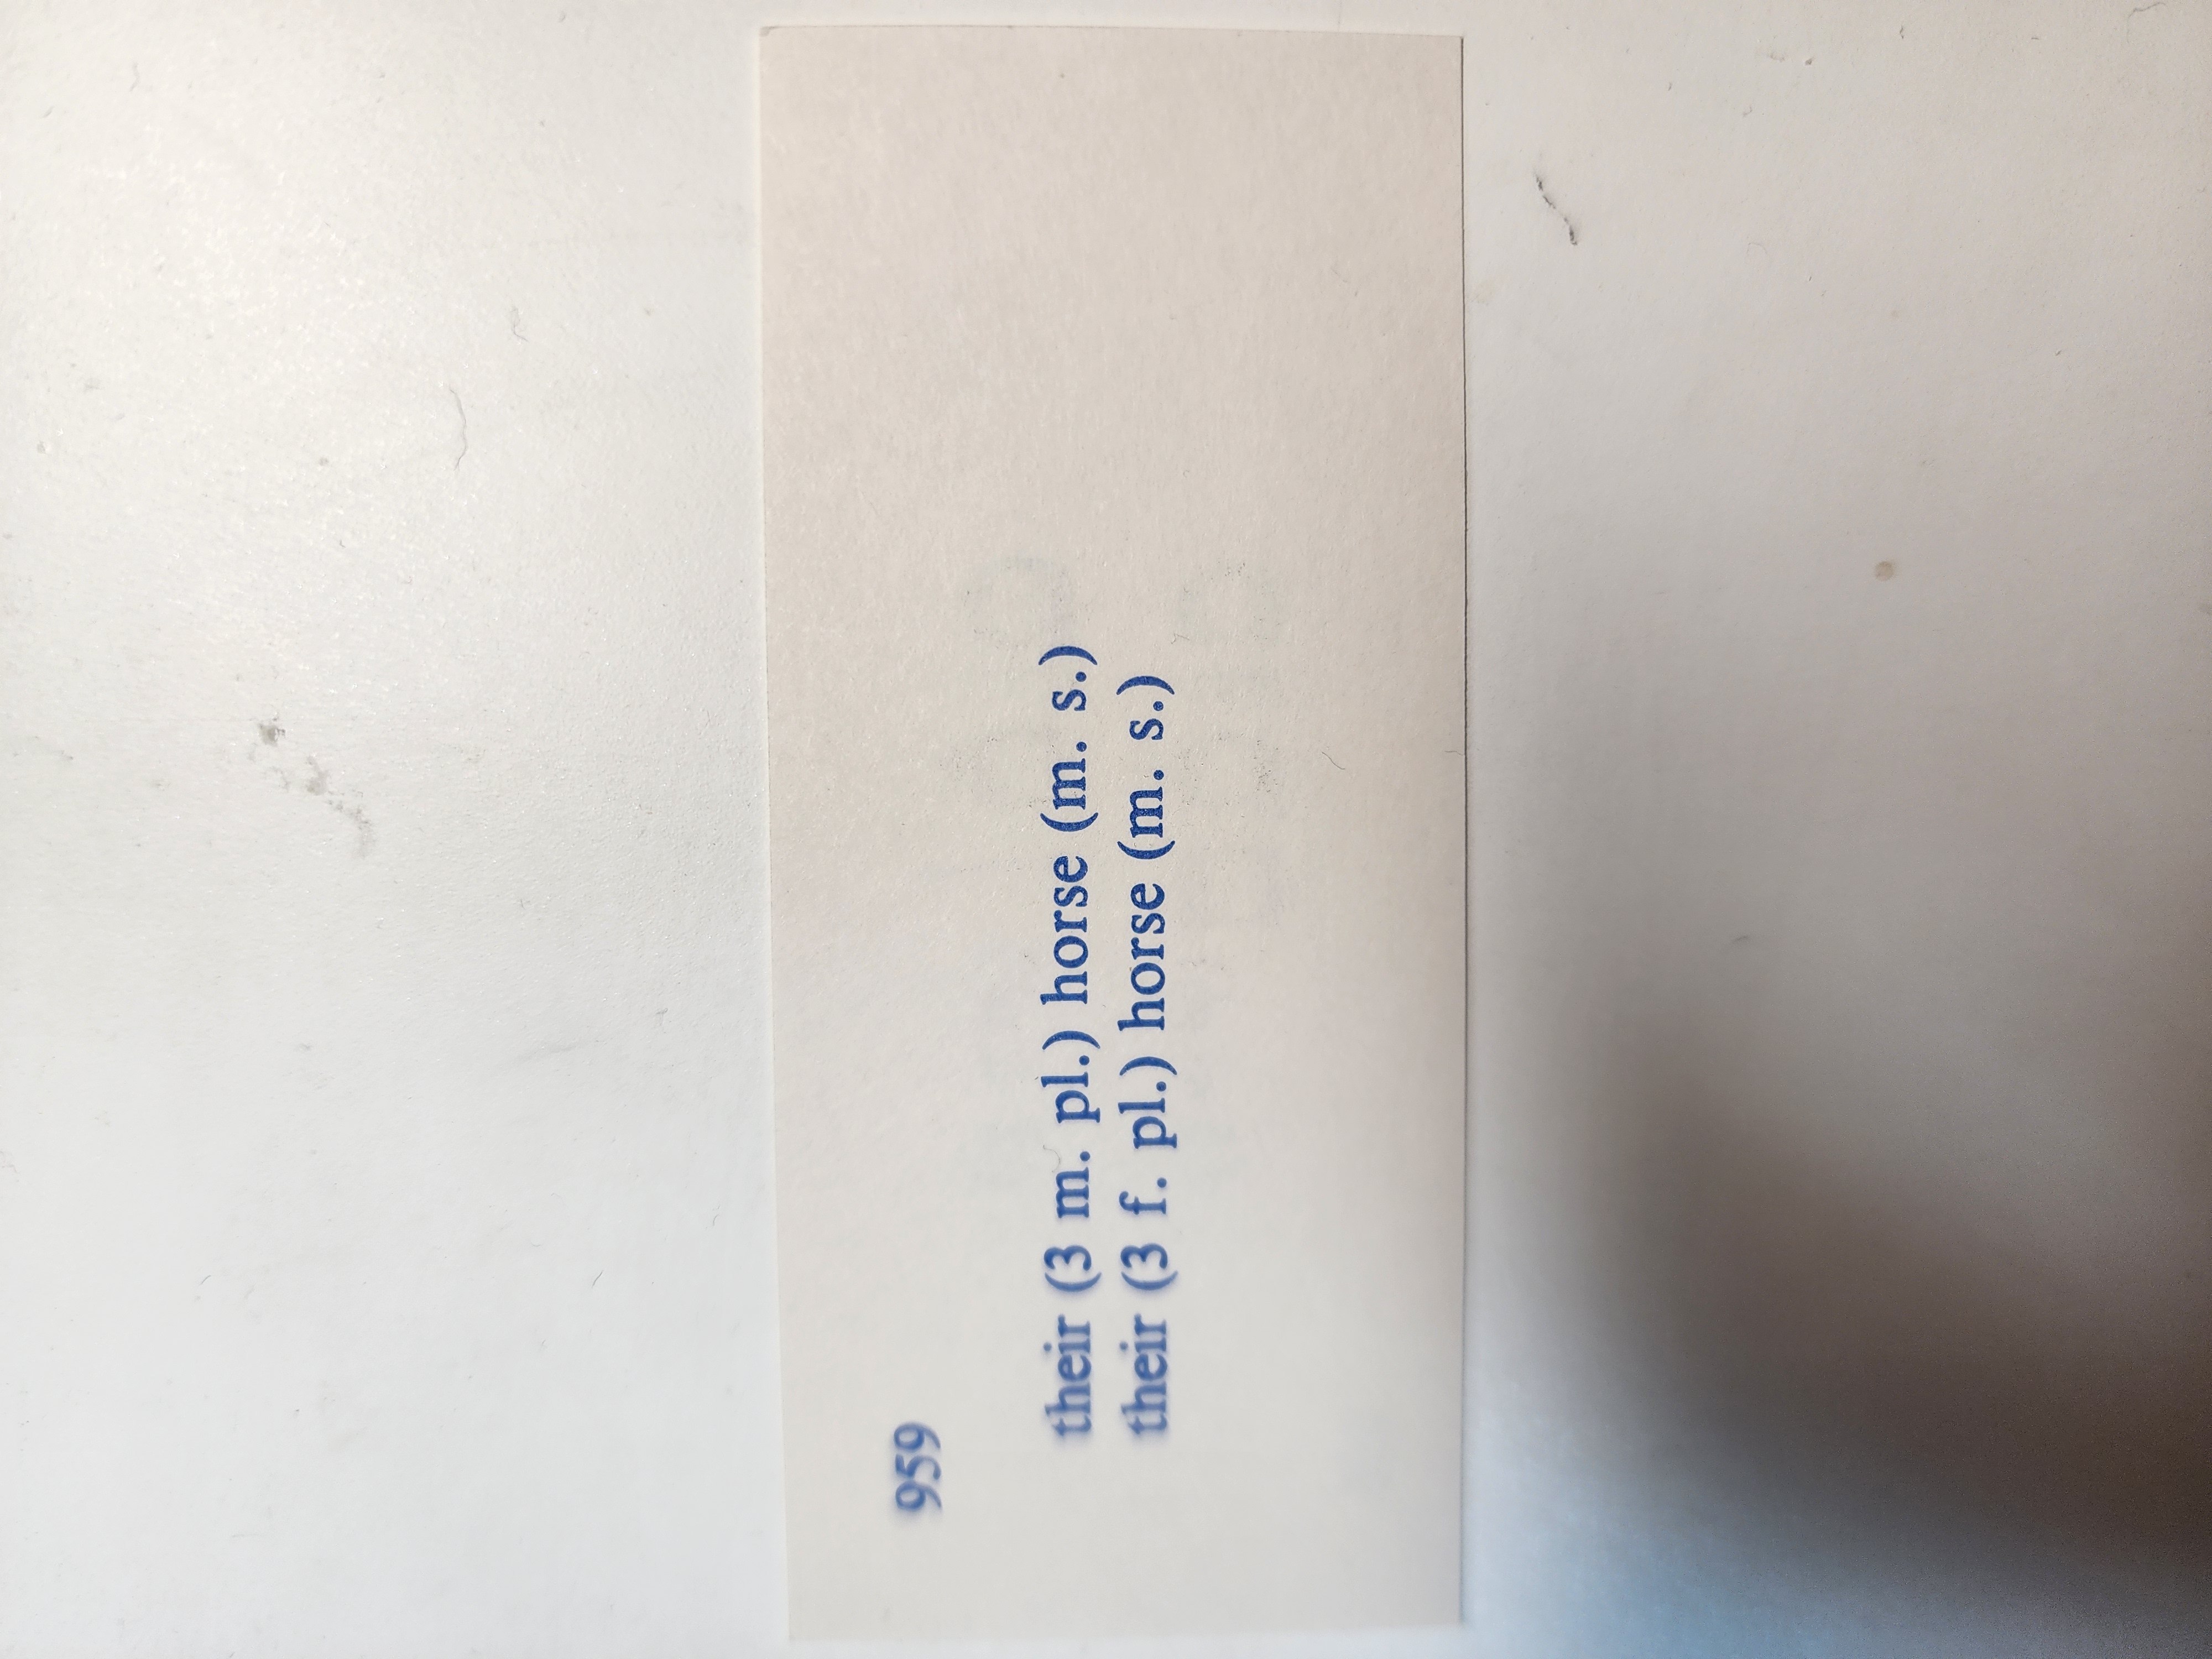 959
their (3 m. pl.) horse (m. s.)
their (3 f. pl.) horse (m. s.)